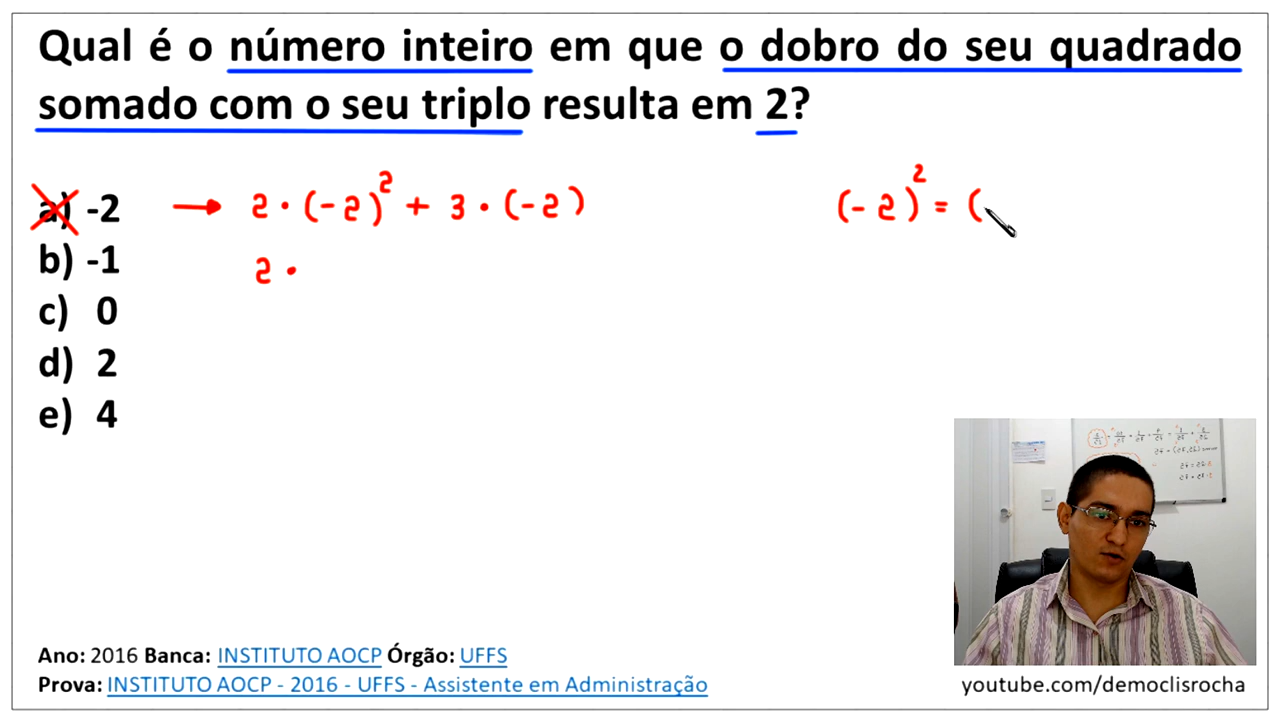 Qual é o número inteiro em que o dobro do seu quadrado
somado com o seu triplo resulta em 2?
a) -2 → 2 · (-2)² + 3 · (-2) (-2)² = (
b) -1 2 ·
c) 0
d) 2
e) 4
Ano: 2016 Banca: INSTITUTO AOCP Órgão: UFFS
Prova: INSTITUTO AOCP - 2016 - UFFS - Assistente em Administração
youtube.com/democlisrocha